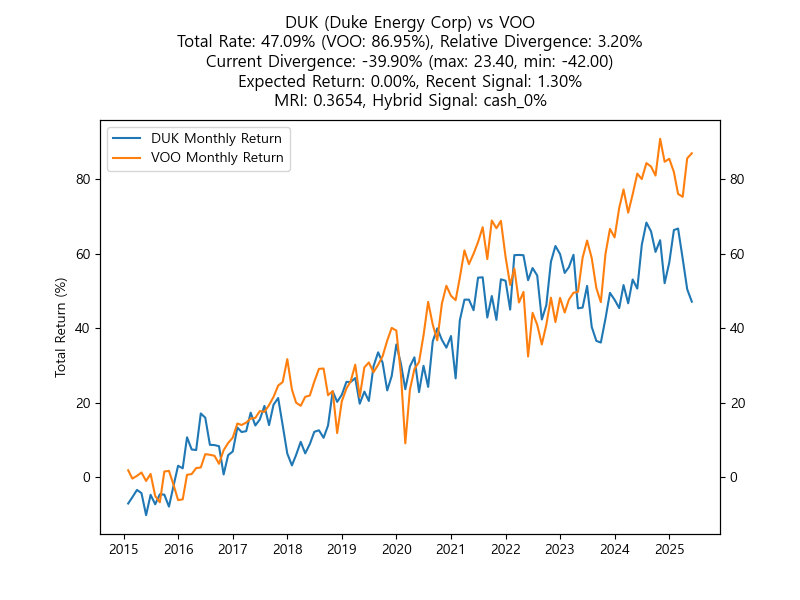 DUK (Duke Energy Corp) vs VOO
Total Rate: 47.09% (VOO: 86.95%), Relative Divergence: 3.20%
Current Divergence: -39.90% (max: 23.40, min: -42.00)
Expected Return: 0.00%, Recent Signal: 1.30%
MRI: 0.3654, Hybrid Signal: cash_0%
DUK Monthly Return
VOO Monthly Return
Total Return (%)
80
60
40
20
0
80
60
40
20
0
2015 2016 2017 2018 2019 2020 2021 2022 2023 2024 2025